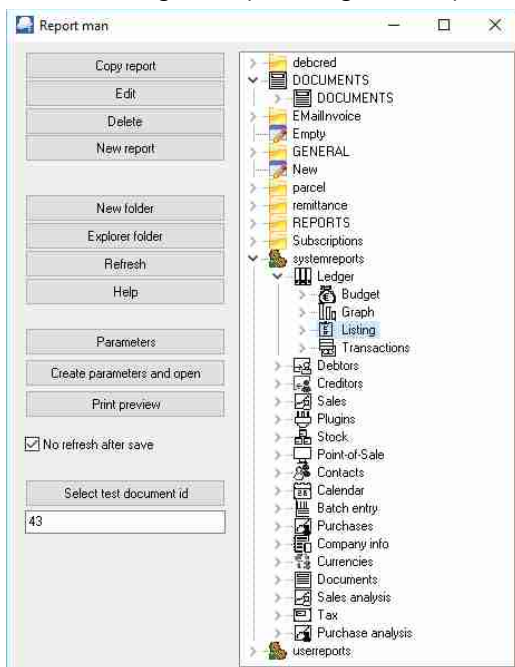 Report man
Copy report
Edit
Delete
New report
New folder
Explorer folder
Refresh
Help
Parameters
Create parameters and open
Print preview
No refresh after save
Select test document id
43
debcred
DOCUMENTS
DOCUMENTS
EMailInvoice
Empty
GENERAL
New
parcel
remittance
REPORTS
Subscriptions
systemreports
Ledger
Budget
Graph
Listing
Transactions
Debtors
Creditors
Sales
Plugins
Stock
Point-of-Sale
Contacts
Calendar
Batch entry
Purchases
Company info
Currencies
Documents
Sales analysis
Tax
Purchase analysis
userreports